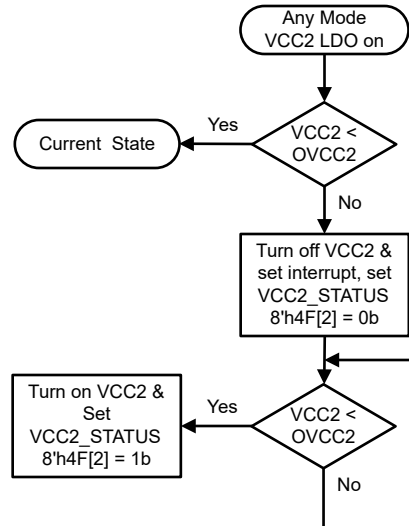 Any Mode
VCC2 LDO on
Yes
Current State
VCC2 <
OVCC2
No
Turn off VCC2 &
set interrupt, set
VCC2_STATUS
8'h4F[2] = 0b
Turn on VCC2 &
Set
VCC2_STATUS
8'h4F[2] = 1b
Yes
VCC2 <
OVCC2
No